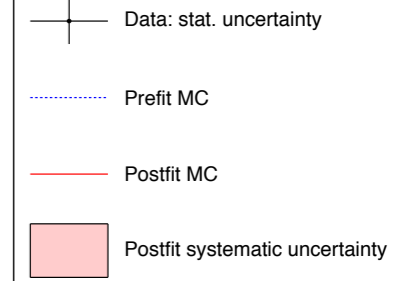 Data: stat. uncertainty
Prefit MC
Postfit MC
Postfit systematic uncertainty